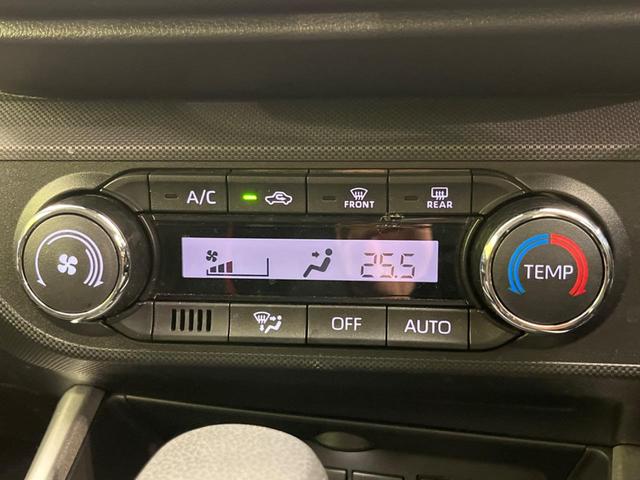 A/C
FRONT
REAR
25.5
TEMP
OFF
AUTO